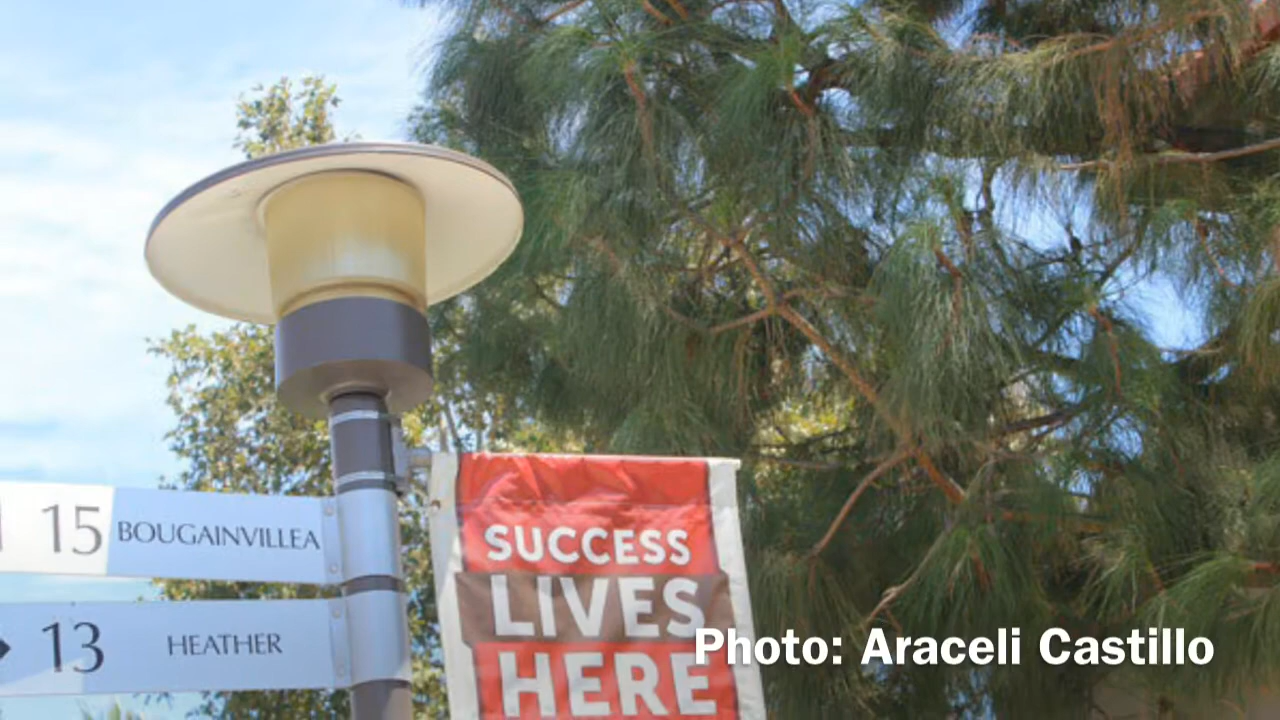 15 BOUGAINVILLEA
13 HEATHER
SUCCESS
LIVES
HERE
Photo: Araceli Castillo